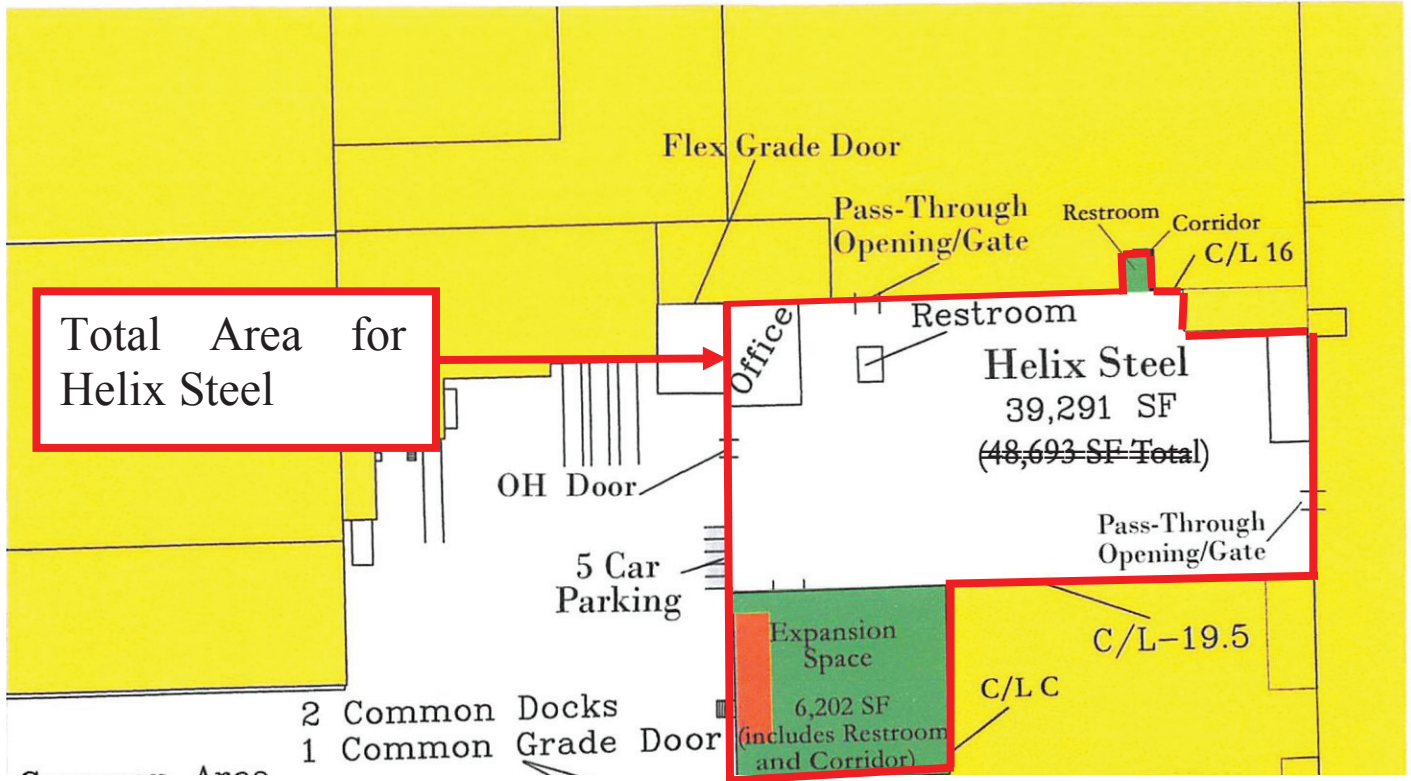 Flex Grade Door
Pass-Through
Opening/Gate
Restroom
Corridor
C/L 16
Total Area for
Helix Steel
Office
Restroom
Helix Steel
39,291 SF
(48,693 SF Total)
OH Door
Pass-Through
Opening/Gate
5 Car
Parking
Expansion
Space
6,202 SF
(includes Restroom
and Corridor)
C/L-19.5
C/L C
2 Common Docks
1 Common Grade Door